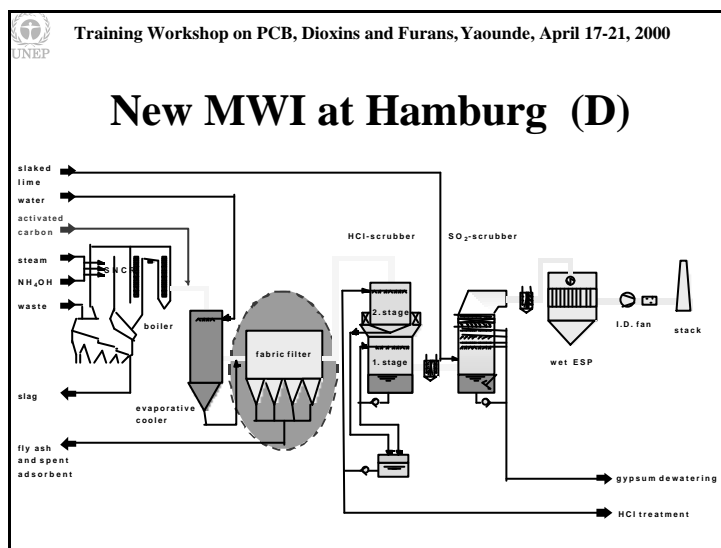 UNEP
Training Workshop on PCB, Dioxins and Furans, Yaounde, April 17-21, 2000
New MWI at Hamburg (D)
slaked
lime
water
activated
carbon
steam
SNCR
NH4OH
waste
boiler
slag
evaporative
cooler
fly ash
and spent
adsorbent
fabric filter
HCl-scrubber
SO2-scrubber
2. stage
1. stage
wet ESP
I.D. fan
stack
gypsum dewatering
HCl treatment